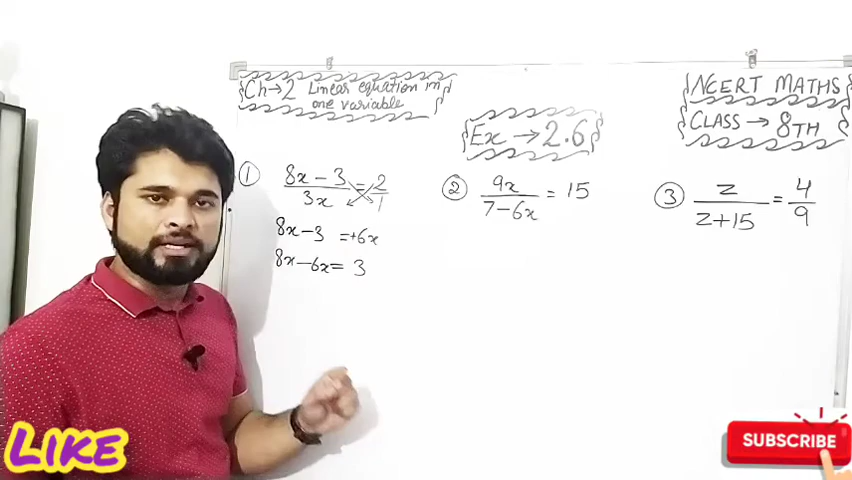 Ch→2 Linear equation in
one variable
Ex → 2.6
NCERT MATHS
CLASS → 8TH
① (8x-3)/(3x) = 2/1
8x-3 =+6x
8x-6x= 3
② 9x/(7-6x) = 15
③ z/(z+15) = 4/9
LIKE
SUBSCRIBE